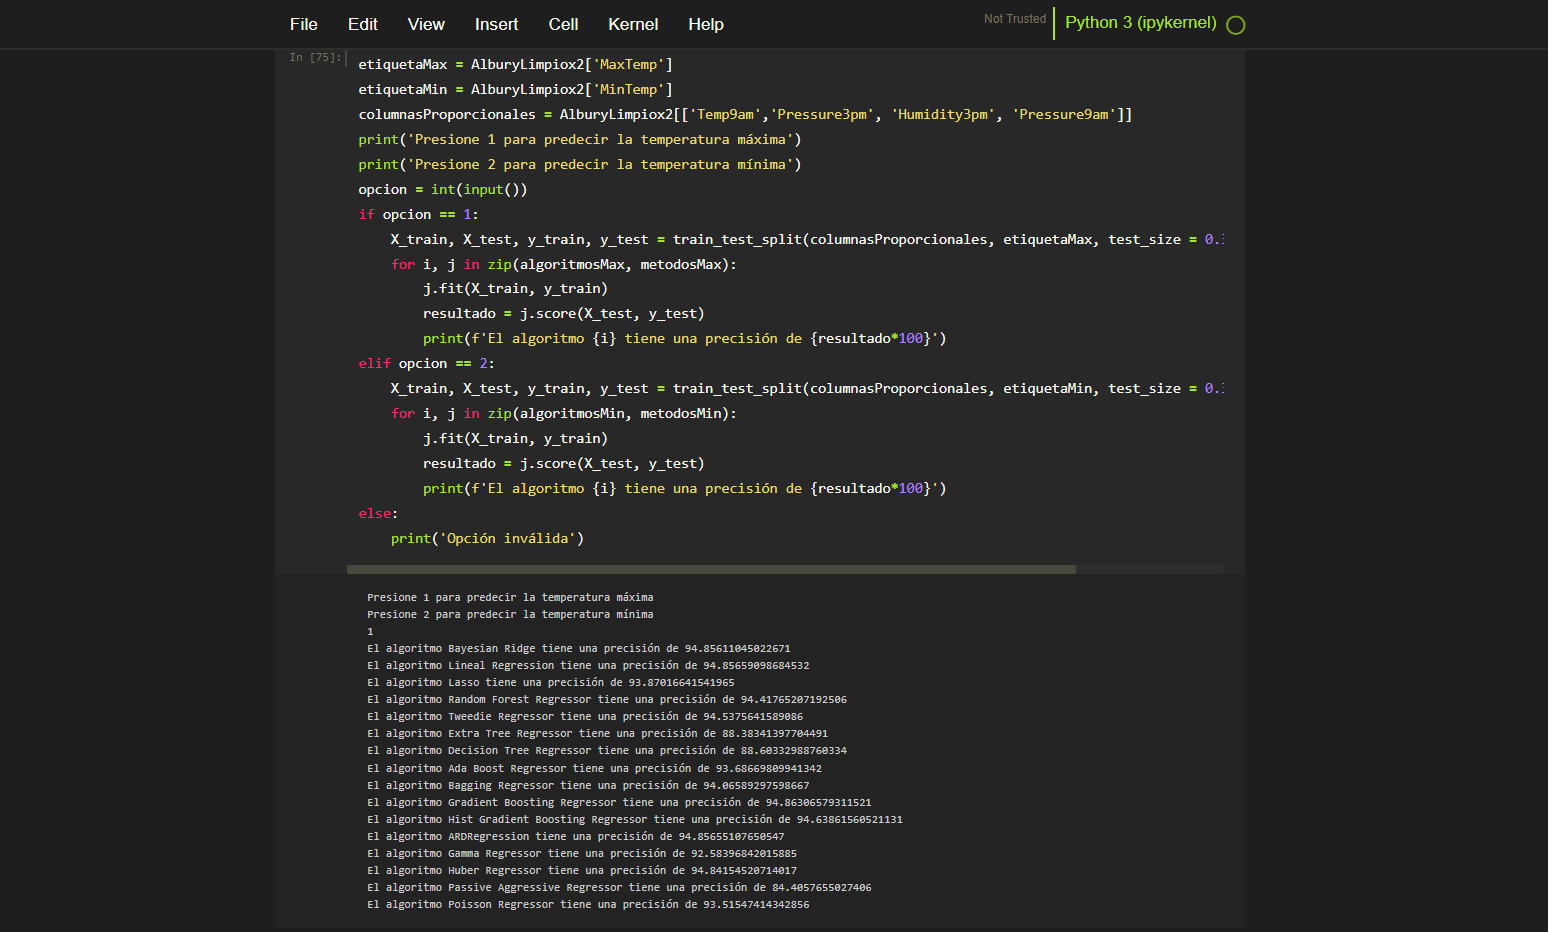 File Edit View Insert Cell Kernel Help Not Trusted Python 3 (ipykernel)
In [75]:
etiquetaMax = AlburyLimpiox2['MaxTemp']
etiquetaMin = AlburyLimpiox2['MinTemp']
columnasProporcionales = AlburyLimpiox2[['Temp9am','Pressure3pm', 'Humidity3pm', 'Pressure9am']]
print('Presione 1 para predecir la temperatura máxima')
print('Presione 2 para predecir la temperatura mínima')
opcion = int(input())
if opcion == 1:
    X_train, X_test, y_train, y_test = train_test_split(columnasProporcionales, etiquetaMax, test_size = 0.
    for i, j in zip(algoritmosMax, metodosMax):
        j.fit(X_train, y_train)
        resultado = j.score(X_test, y_test)
        print(f'El algoritmo {i} tiene una precisión de {resultado*100}')
elif opcion == 2:
    X_train, X_test, y_train, y_test = train_test_split(columnasProporcionales, etiquetaMin, test_size = 0.
    for i, j in zip(algoritmosMin, metodosMin):
        j.fit(X_train, y_train)
        resultado = j.score(X_test, y_test)
        print(f'El algoritmo {i} tiene una precisión de {resultado*100}')
else:
    print('Opción inválida')
Presione 1 para predecir la temperatura máxima
Presione 2 para predecir la temperatura mínima
1
El algoritmo Bayesian Ridge tiene una precisión de 94.85611045022671
El algoritmo Lineal Regression tiene una precisión de 94.85659098684532
El algoritmo Lasso tiene una precisión de 93.87016641541965
El algoritmo Random Forest Regressor tiene una precisión de 94.41765207192506
El algoritmo Tweedie Regressor tiene una precisión de 94.5375641589086
El algoritmo Extra Tree Regressor tiene una precisión de 88.38341397704491
El algoritmo Decision Tree Regressor tiene una precisión de 88.60332988760334
El algoritmo Ada Boost Regressor tiene una precisión de 93.68669809941342
El algoritmo Bagging Regressor tiene una precisión de 94.06589297598667
El algoritmo Gradient Boosting Regressor tiene una precisión de 94.86306579311521
El algoritmo Hist Gradient Boosting Regressor tiene una precisión de 94.63861560521131
El algoritmo ARDRegression tiene una precisión de 94.85655107650547
El algoritmo Gamma Regressor tiene una precisión de 92.58396842015885
El algoritmo Huber Regressor tiene una precisión de 94.84154520714017
El algoritmo Passive Aggressive Regressor tiene una precisión de 84.4057655027406
El algoritmo Poisson Regressor tiene una precisión de 93.51547414342856